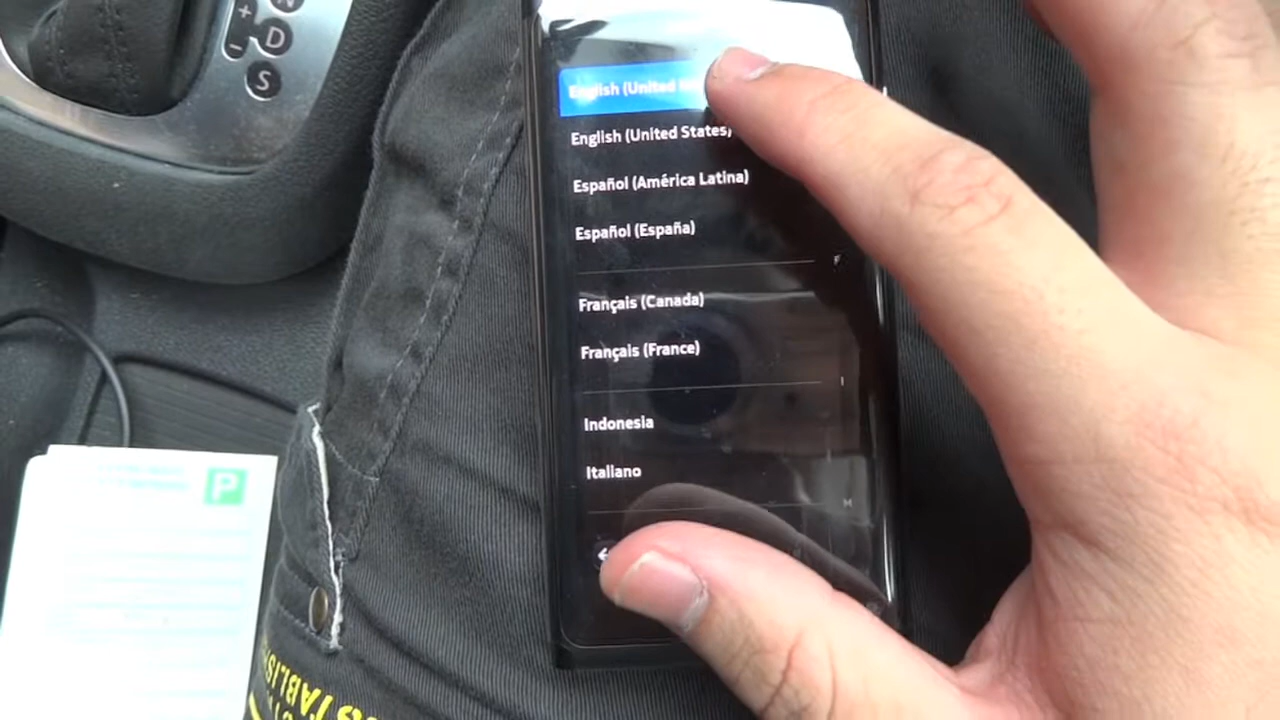 N
+
D
-
S
English (United
English (United States)
Español (América Latina)
Español (España)
F
Français (Canada)
Français (France)
I
Indonesia
Italiano
M
P